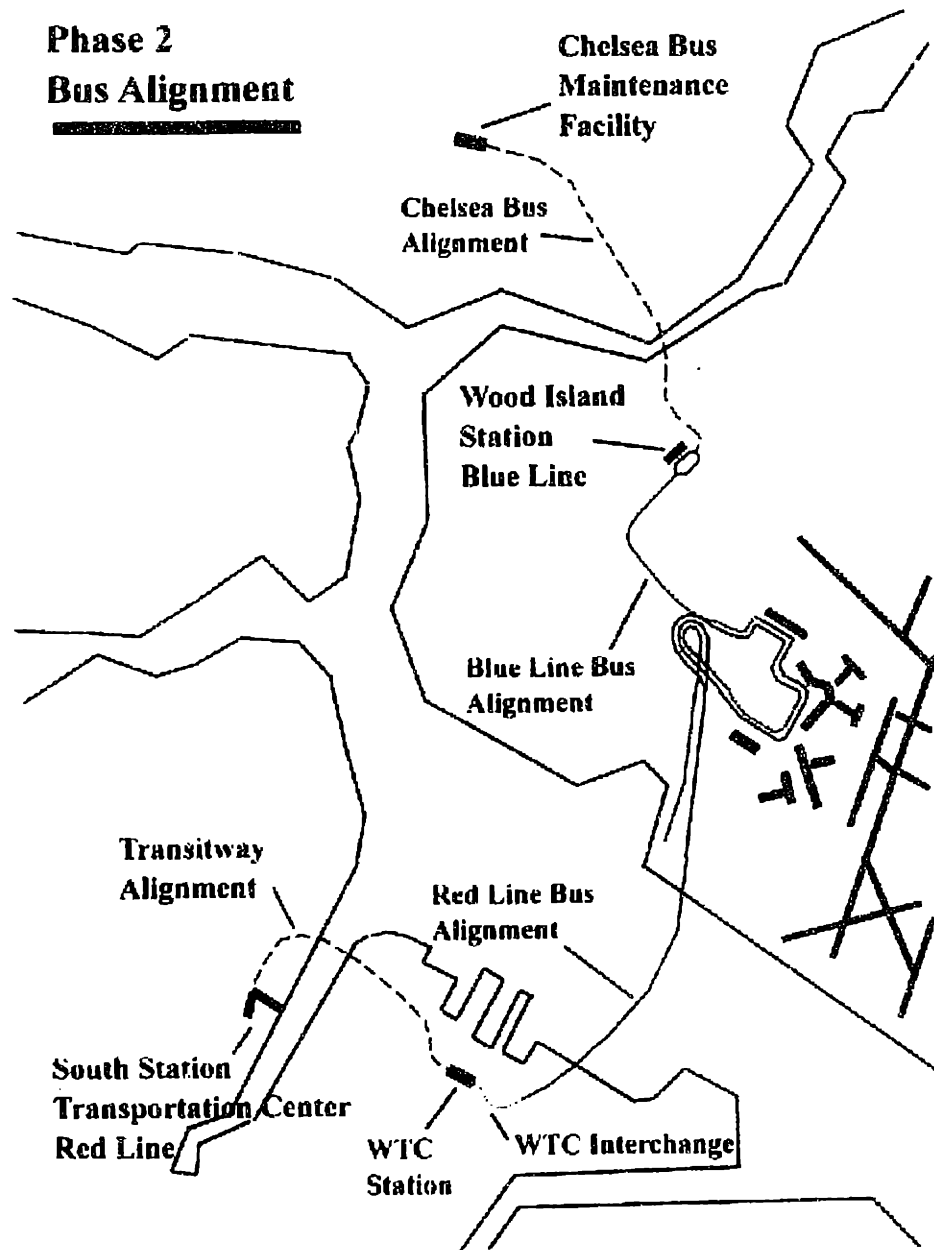 Phase 2
Bus Alignment
Chelsea Bus
Maintenance
Facility
Chelsea Bus
Alignment
Wood Island
Station
Blue Line
Blue Line Bus
Alignment
Transitway
Alignment
Red Line Bus
Alignment
South Station
Transportation Center
Red Line
WTC
Station
WTC Interchange